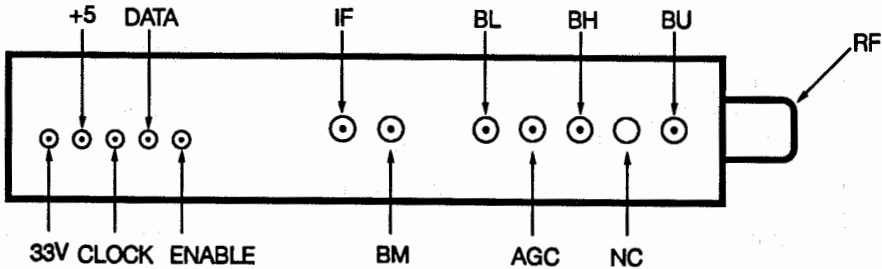 +5 DATA IF BL BH BU
RF
33V CLOCK ENABLE BM AGC NC